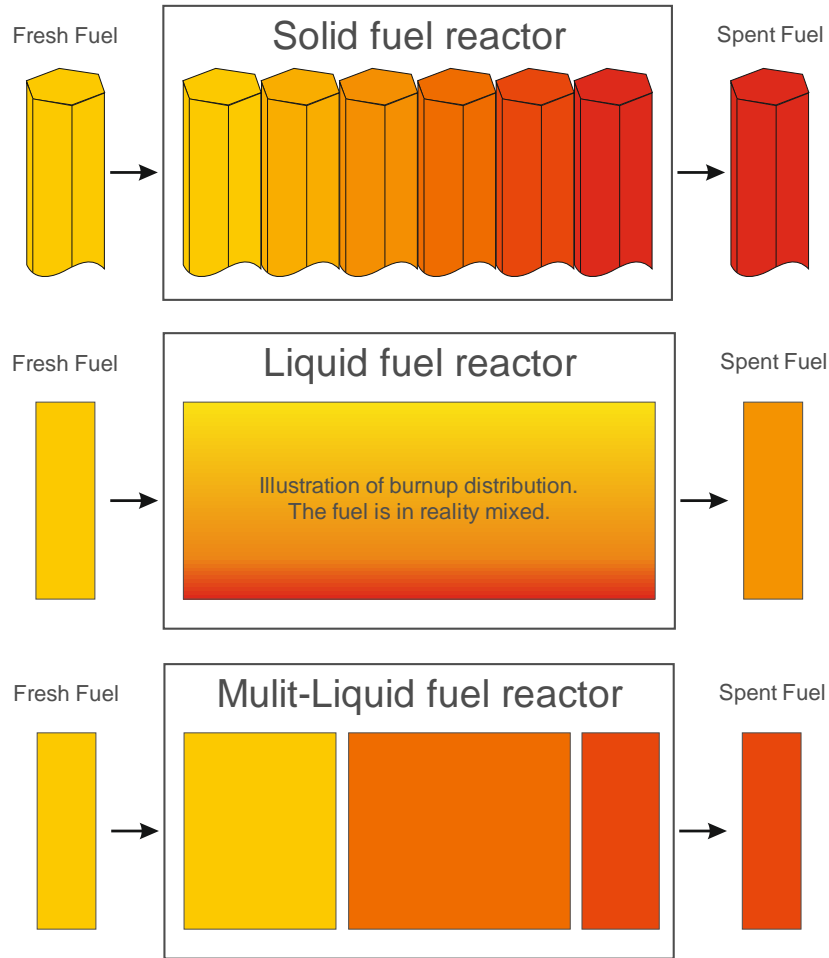 Fresh Fuel
Solid fuel reactor
Spent Fuel
Fresh Fuel
Liquid fuel reactor
Spent Fuel
Illustration of burnup distribution.
The fuel is in reality mixed.
Fresh Fuel
Mulit-Liquid fuel reactor
Spent Fuel